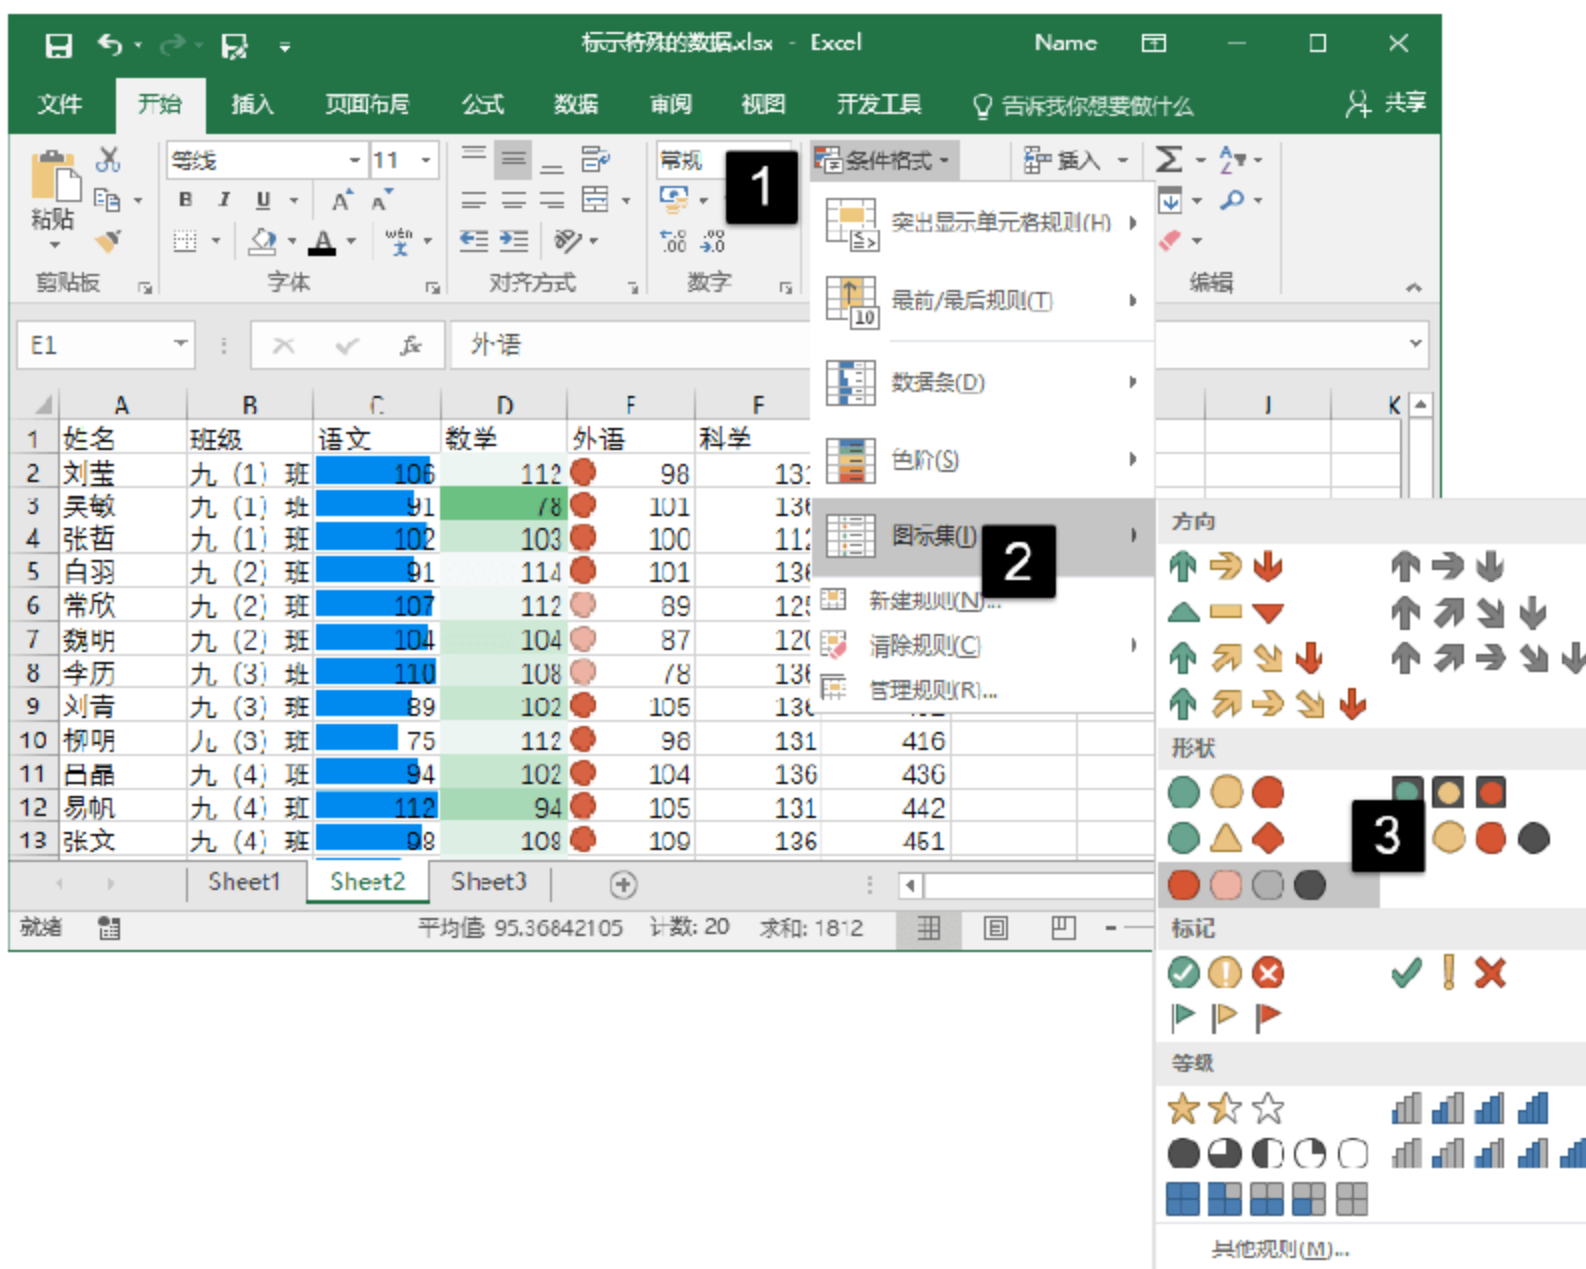 标示特殊的数据.xlsx - Excel Name
文件 开始 插入 页面布局 公式 数据 审阅 视图 开发工具 告诉我你想要做什么 共享
等线 11 常规 条件格式 插入 Σ
粘贴 B I U A A
A wén 文 .00 .00
剪贴板 字体 对齐方式 数字 编辑
1
突出显示单元格规则(H)
最前/最后规则(T)
数据条(D)
色阶(S)
图标集(I)
2
新建规则(N)...
清除规则(C)
管理规则(R)...
E1 fx 外语
A B C D E F J K
1 姓名 班级 语文 数学 外语 科学
2 刘莹 九（1）班 106 112 98 131
3 吴敏 九（1）班 91 78 101 136
4 张哲 九（1）班 102 103 100 112
5 白羽 九（2）班 91 114 101 136
6 常欣 九（2）班 107 112 89 125
7 魏明 九（2）班 104 104 87 120
8 李历 九（3）班 110 108 78 136
9 刘青 九（3）班 89 102 105 136
10 柳明 九（3）班 75 112 98 131 416
11 吕晶 九（4）班 94 102 104 136 436
12 易帆 九（4）班 112 94 105 131 442
13 张文 九（4）班 98 108 109 136 451
Sheet1 Sheet2 Sheet3
就绪 平均值: 95.36842105 计数: 20 求和: 1812
方向
形状
3
标记
等级
其他规则(M)...